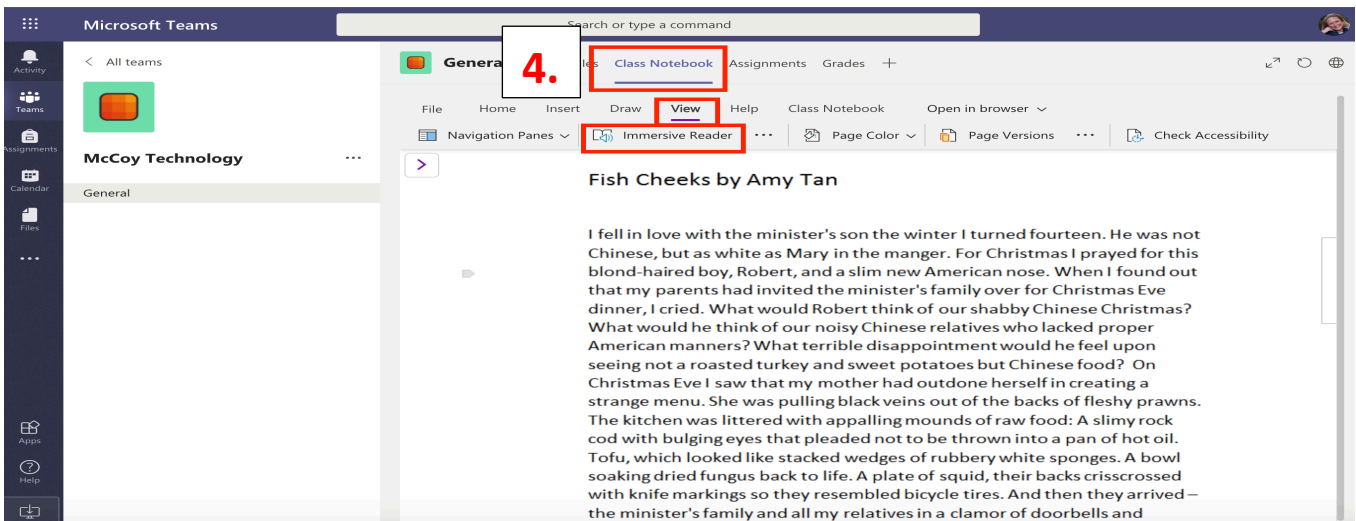 Microsoft Teams
Search or type a command
Activity
Teams
Assignments
Calendar
Files
Apps
Help
All teams
McCoy Technology
General
4.
Class Notebook Assignments Grades
File Home Insert Draw View Help Class Notebook Open in browser
Navigation Panes Immersive Reader Page Color Page Versions Check Accessibility
Fish Cheeks by Amy Tan
I fell in love with the minister's son the winter I turned fourteen. He was not
Chinese, but as white as Mary in the manger. For Christmas I prayed for this
blond-haired boy, Robert, and a slim new American nose. When I found out
that my parents had invited the minister's family over for Christmas Eve
dinner, I cried. What would Robert think of our shabby Chinese Christmas?
What would he think of our noisy Chinese relatives who lacked proper
American manners? What terrible disappointment would he feel upon
seeing not a roasted turkey and sweet potatoes but Chinese food? On
Christmas Eve I saw that my mother had outdone herself in creating a
strange menu. She was pulling black veins out of the backs of fleshy prawns.
The kitchen was littered with appalling mounds of raw food: A slimy rock
cod with bulging eyes that pleaded not to be thrown into a pan of hot oil.
Tofu, which looked like stacked wedges of rubbery white sponges. A bowl
soaking dried fungus back to life. A plate of squid, their backs crisscrossed
with knife markings so they resembled bicycle tires. And then they arrived –
the minister's family and all my relatives in a clamor of doorbells and